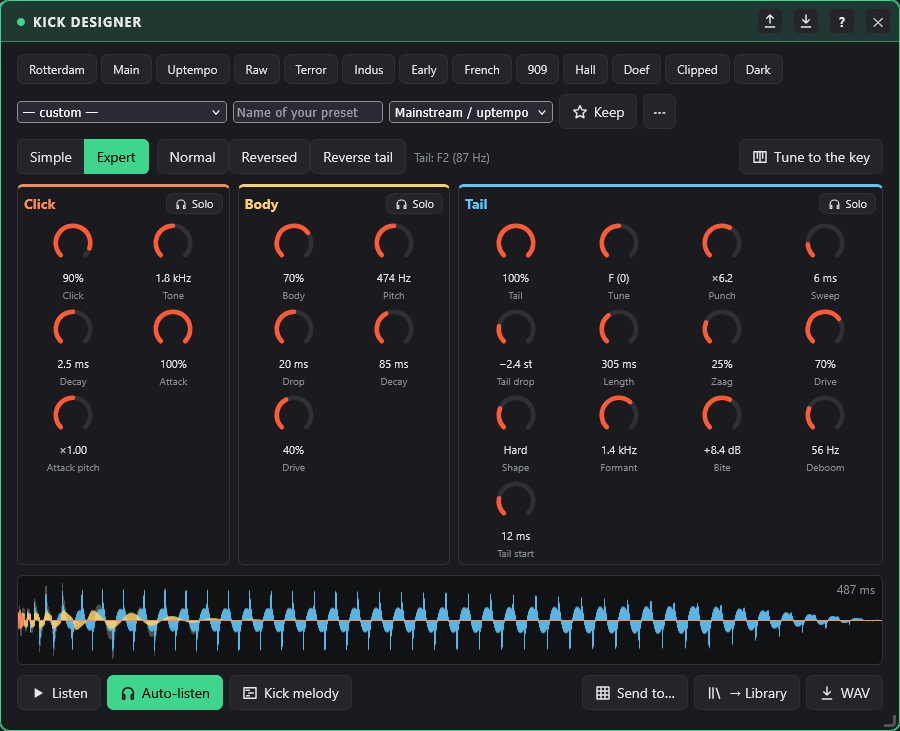 KICK DESIGNER ?
Rotterdam Main Uptempo Raw Terror Indus Early French 909 Hall Doef Clipped Dark
— custom — Name of your preset Mainstream / uptempo Keep ...
Simple Expert Normal Reversed Reverse tail Tail: F2 (87 Hz) Tune to the key
Click Solo Body Solo Tail Solo
90% 1.8 kHz 70% 474 Hz 100% F (0) ×6.2 6 ms
Click Tone Body Pitch Tail Tune Punch Sweep
2.5 ms 100% 20 ms 85 ms −2.4 st 305 ms 25% 70%
Decay Attack Drop Decay Tail drop Length Zaag Drive
×1.00 40% Hard 1.4 kHz +8.4 dB 56 Hz
Attack pitch Drive Shape Formant Bite Deboom
12 ms
Tail start
487 ms
Listen Auto-listen Kick melody Send to... → Library WAV